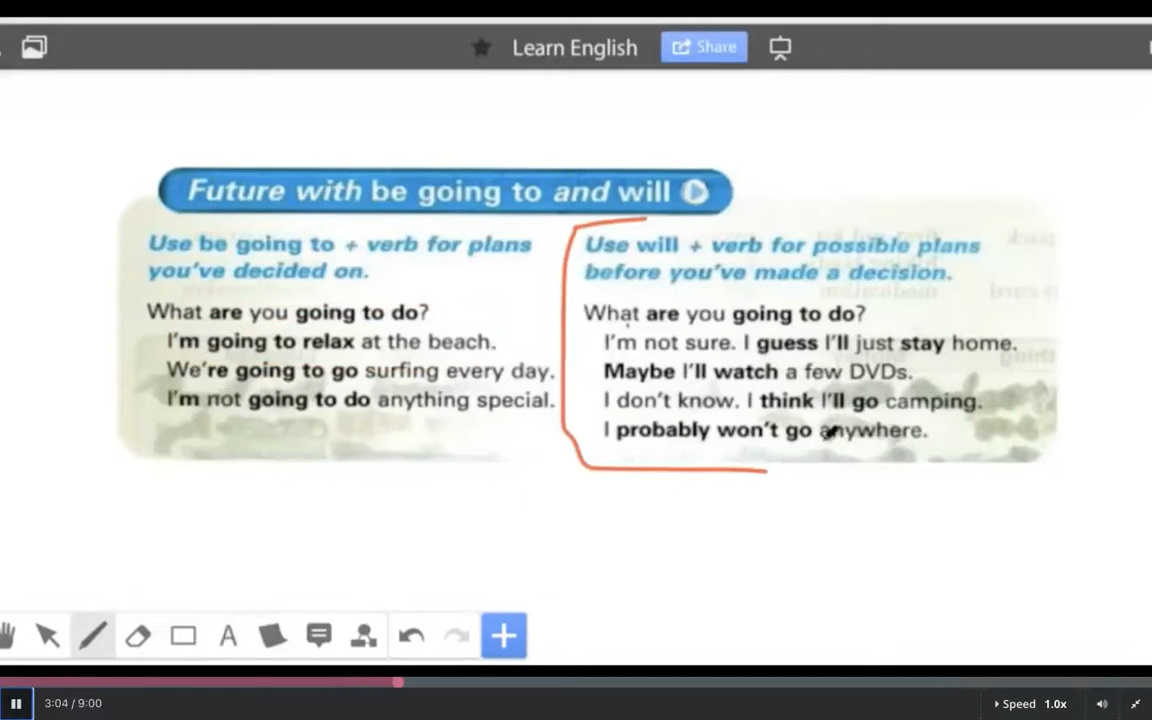 Learn English
Share
Future with be going to and will
Use be going to + verb for plans
you've decided on.
What are you going to do?
I'm going to relax at the beach.
We're going to go surfing every day.
I'm not going to do anything special.
Use will + verb for possible plans
before you've made a decision.
What are you going to do?
I'm not sure. I guess I'll just stay home.
Maybe I'll watch a few DVDs.
I don't know. I think I'll go camping.
I probably won't go anywhere.
A
3:04 / 9:00
Speed 1.0x